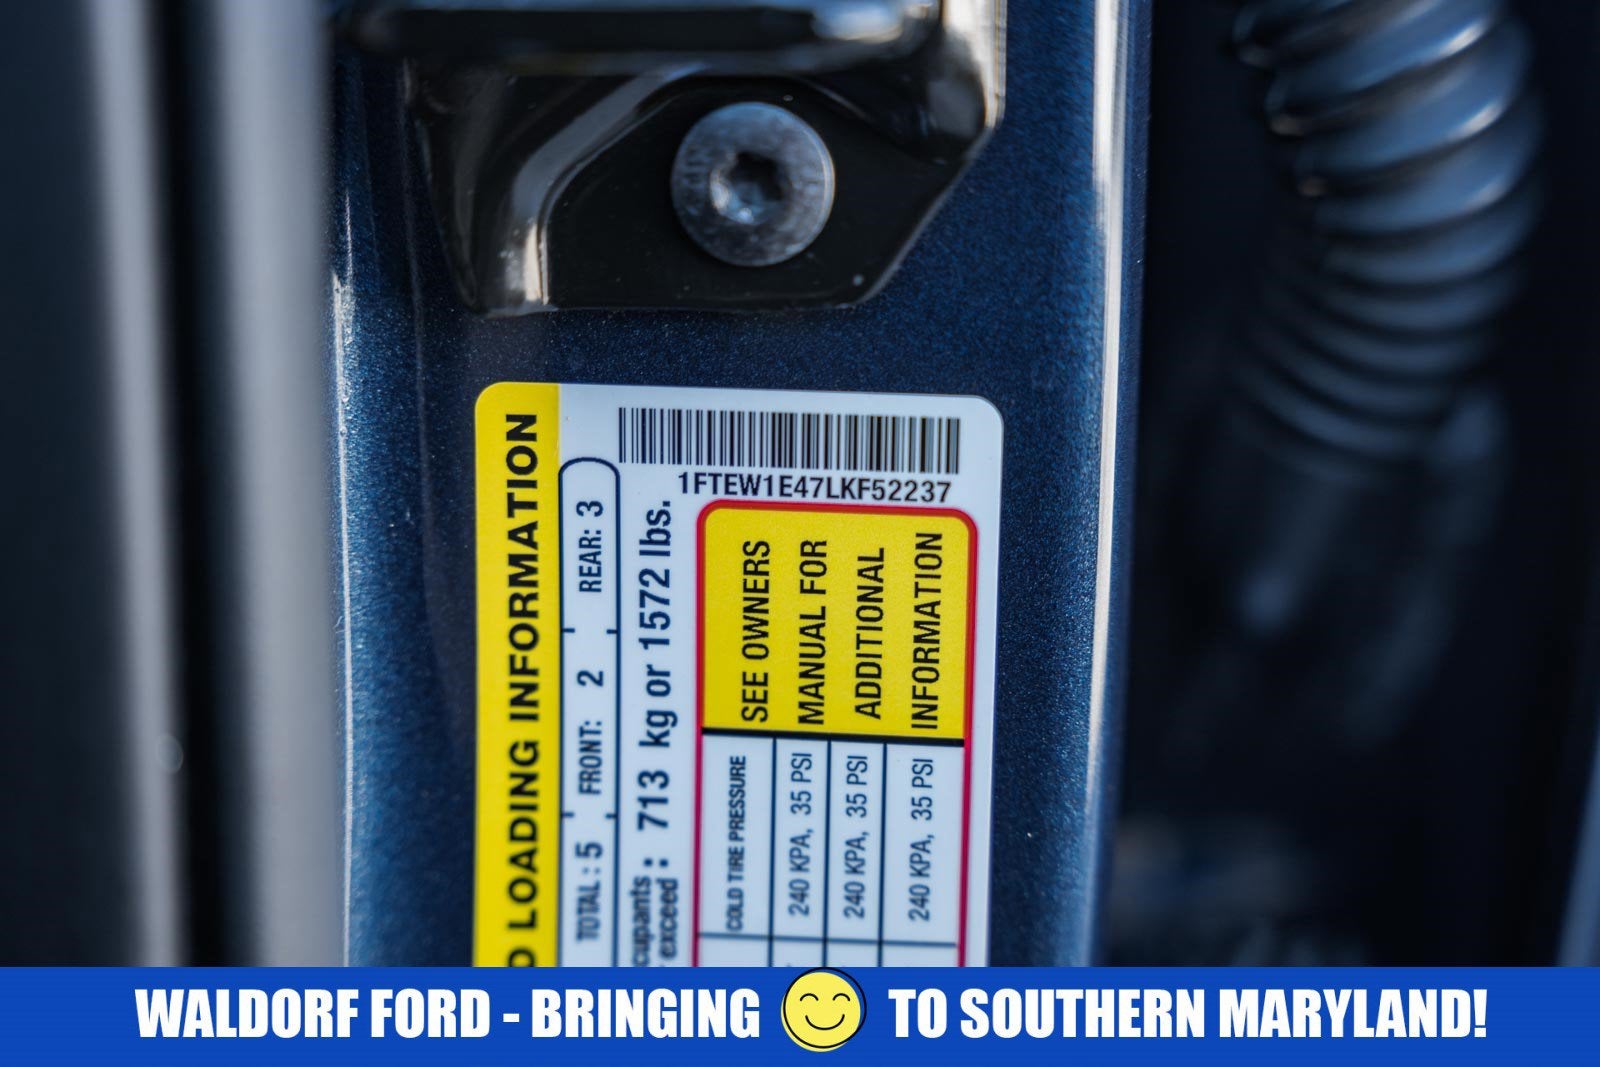 1FTEW1E47LKF52237
LOADING INFORMATION
TOTAL : 5 FRONT: 2 REAR: 3
exceed : 713 kg or 1572 lbs.
COLD TIRE PRESSURE
240 KPA, 35 PSI
240 KPA, 35 PSI
240 KPA, 35 PSI
SEE OWNERS
MANUAL FOR
ADDITIONAL
INFORMATION
WALDORF FORD - BRINGING TO SOUTHERN MARYLAND!